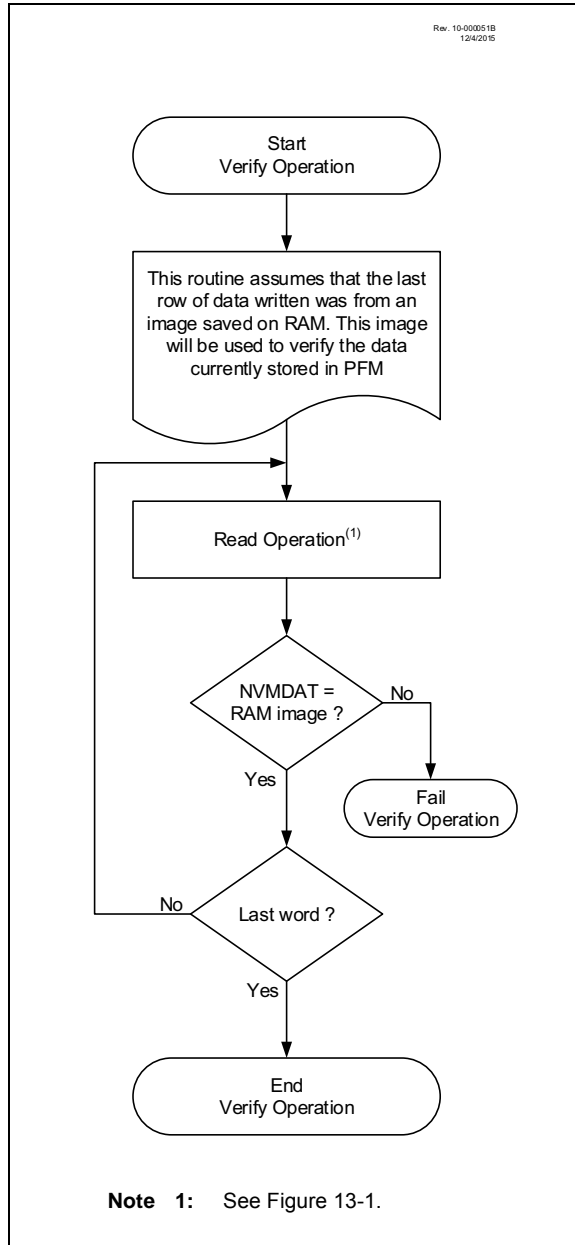 Rev. 10-000051B
12/4/2015
Start
Verify Operation
This routine assumes that the last
row of data written was from an
image saved on RAM. This image
will be used to verify the data
currently stored in PFM
Read Operation(1)
NVMDAT =
RAM image ?
No
Yes
Fail
Verify Operation
Last word ?
No
Yes
End
Verify Operation
Note 1: See Figure 13-1.